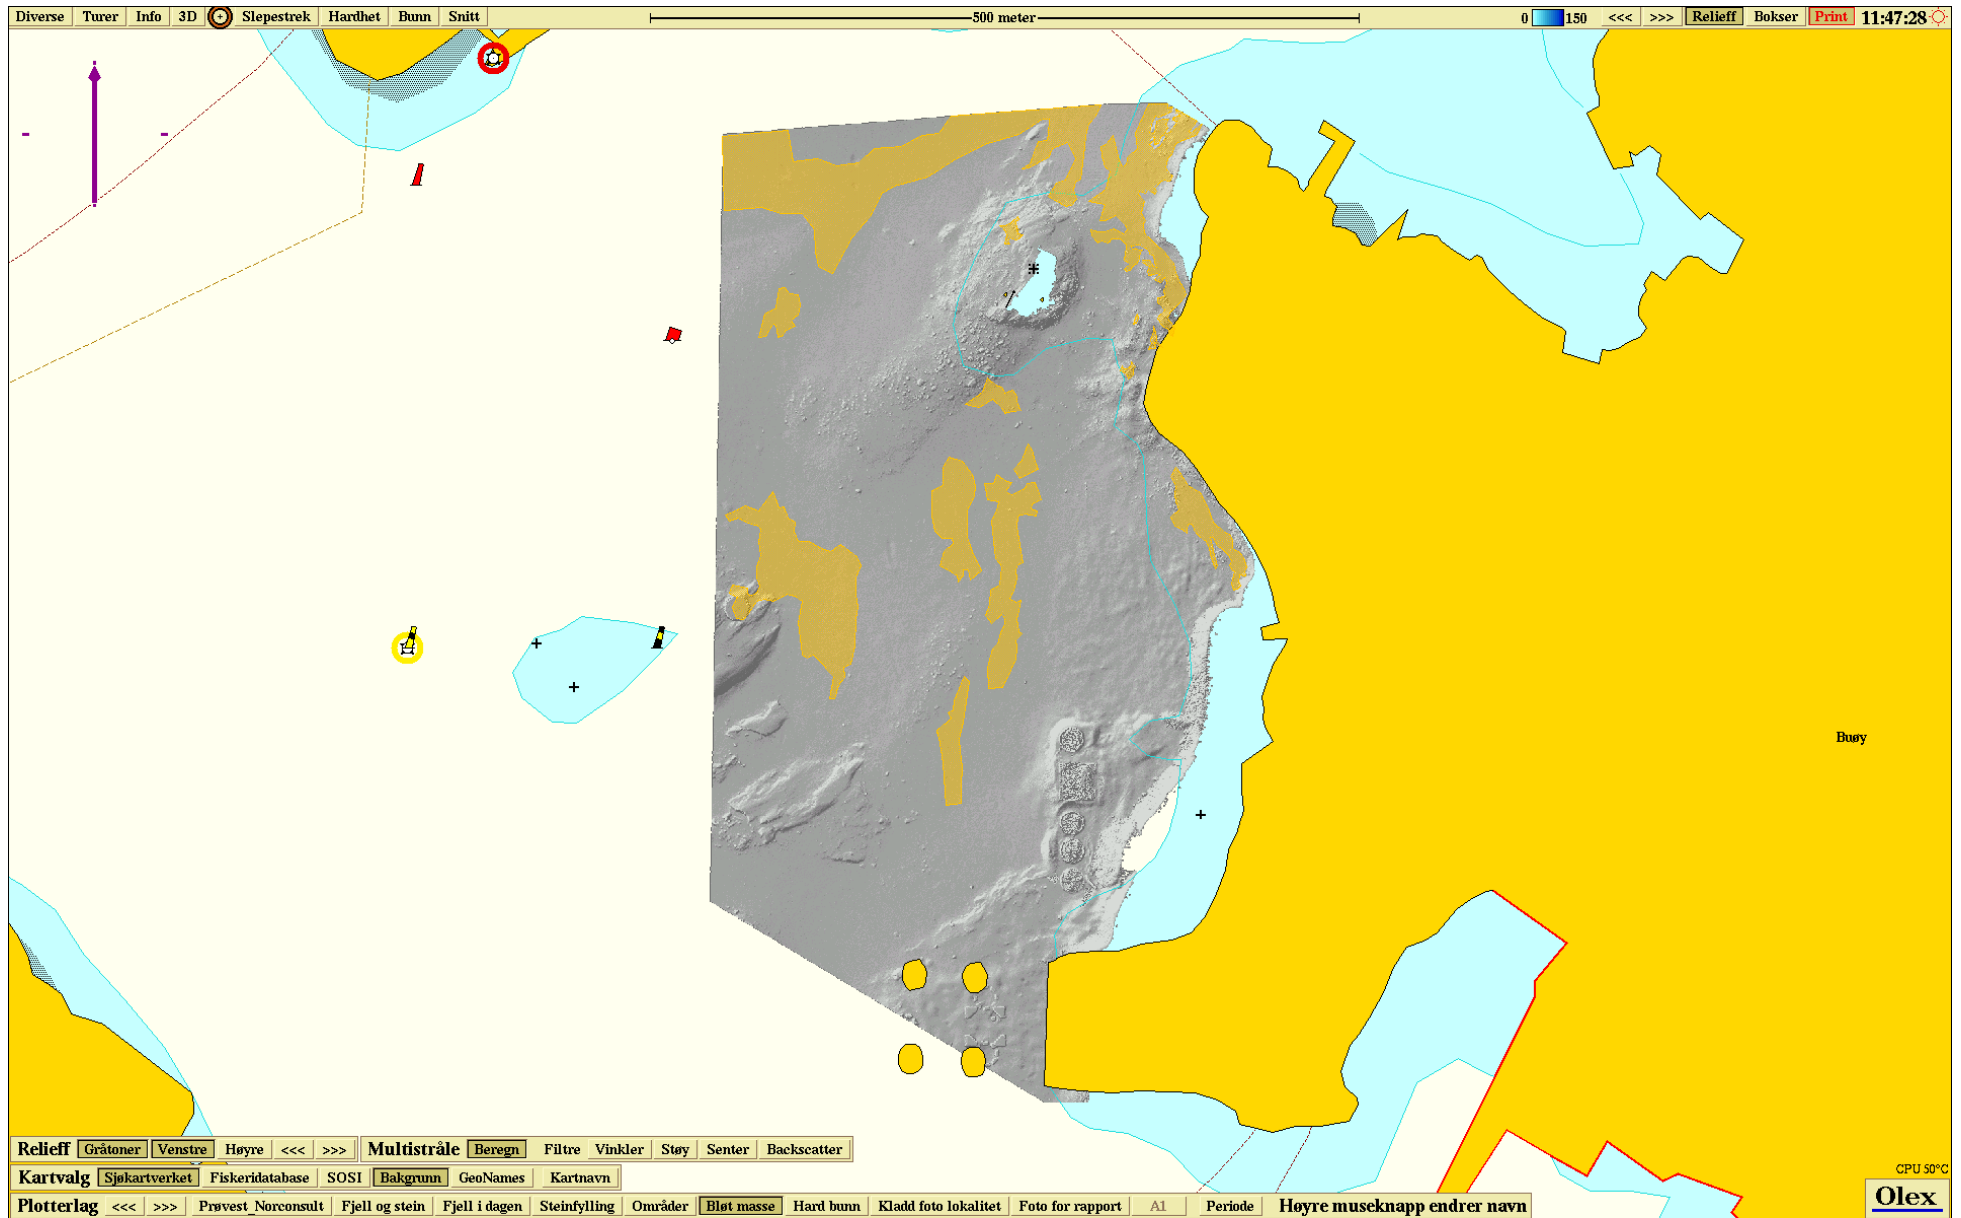 Diverse Turer Info 3D Slepestrek Hardhet Bunn Snitt 500 meter 0 150 <<< >>> Relieff Bokser Print 11:47:28
Buøy
CPU 50°C
Relieff Gråtoner Venstre Høyre <<< >>> Multistråle Beregn Filtre Vinkler Støy Senter Backscatter
Kartvalg Sjøkartverket Fiskeridatabase SOSI Bakgrunn GeoNames Kartnavn
Plotterlag <<< >>> Prøvest_Norconsult Fjell og stein Fjell i dagen Steinfylling Områder Bløt masse Hard bunn Kladd foto lokalitet Foto for rapport A1 Periode Høyre museknapp endrer navn
Olex